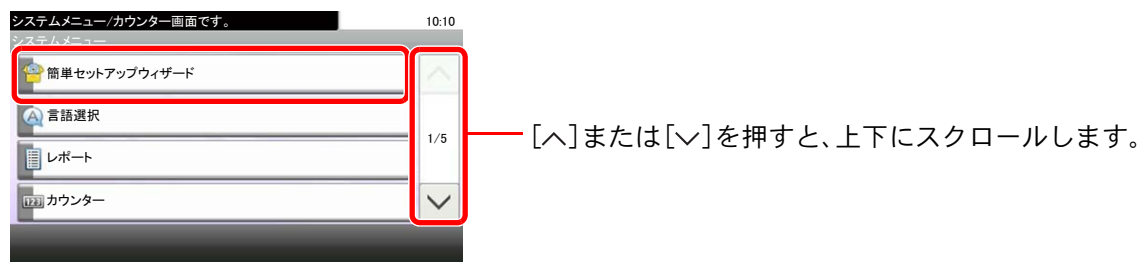 システムメニュー/カウンター画面です。 10:10
システムメニュー
簡単セットアップウィザード
言語選択
1/5
[へ]または[∨]を押すと、上下にスクロールします。
レポート
カウンター